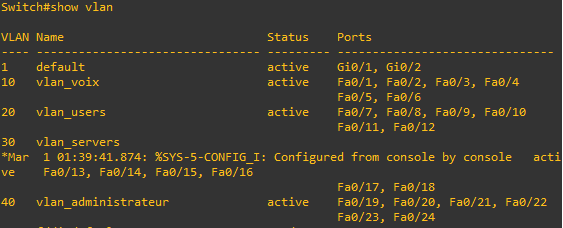 Switch#show vlan
VLAN Name                             Status    Ports
---- -------------------------------- --------- -------------------------------
1    default                          active    Gi0/1, Gi0/2
10   vlan_voix                        active    Fa0/1, Fa0/2, Fa0/3, Fa0/4
                                                Fa0/5, Fa0/6
20   vlan_users                       active    Fa0/7, Fa0/8, Fa0/9, Fa0/10
                                                Fa0/11, Fa0/12
30   vlan_servers
*Mar  1 01:39:41.874: %SYS-5-CONFIG_I: Configured from console by console   acti
ve    Fa0/13, Fa0/14, Fa0/15, Fa0/16
                                                Fa0/17, Fa0/18
40   vlan_administrateur              active    Fa0/19, Fa0/20, Fa0/21, Fa0/22
                                                Fa0/23, Fa0/24